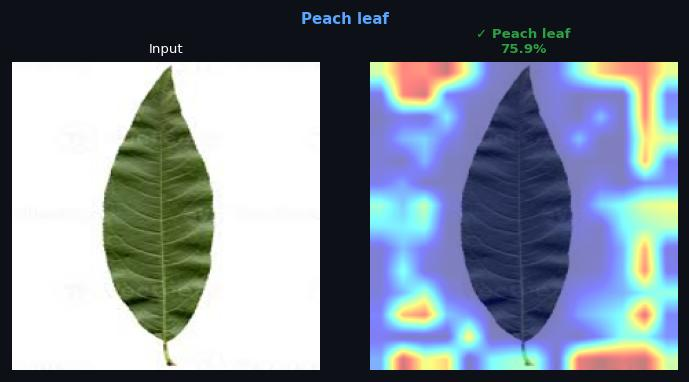 Peach leaf
Input
✓ Peach leaf
75.9%